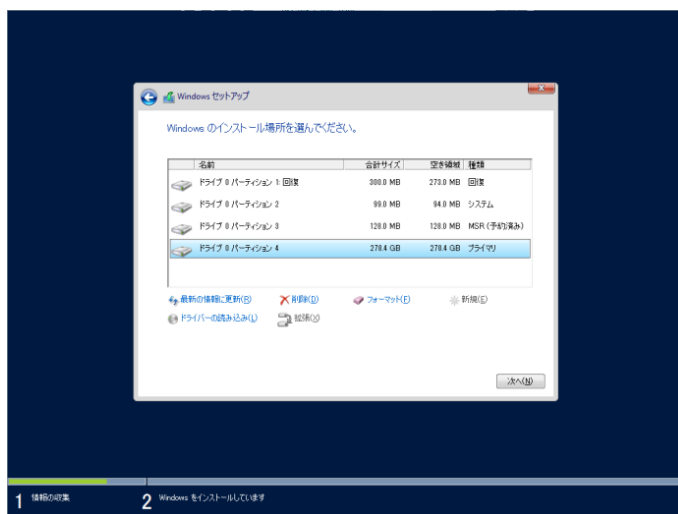 Windows セットアップ
Windows のインストール場所を選んでください。
名前 合計サイズ 空き領域 種類
ドライブ 0 パーティション 1: 回復 300.0 MB 273.0 MB 回復
ドライブ 0 パーティション 2 99.0 MB 94.0 MB システム
ドライブ 0 パーティション 3 128.0 MB 128.0 MB MSR (予約済み)
ドライブ 0 パーティション 4 278.4 GB 278.4 GB プライマリ
最新の情報に更新(R) 削除(D) フォーマット(F) 新規(E)
ドライバーの読み込み(L) 拡張(X)
次へ(N)
1 情報の収集 2 Windows をインストールしています